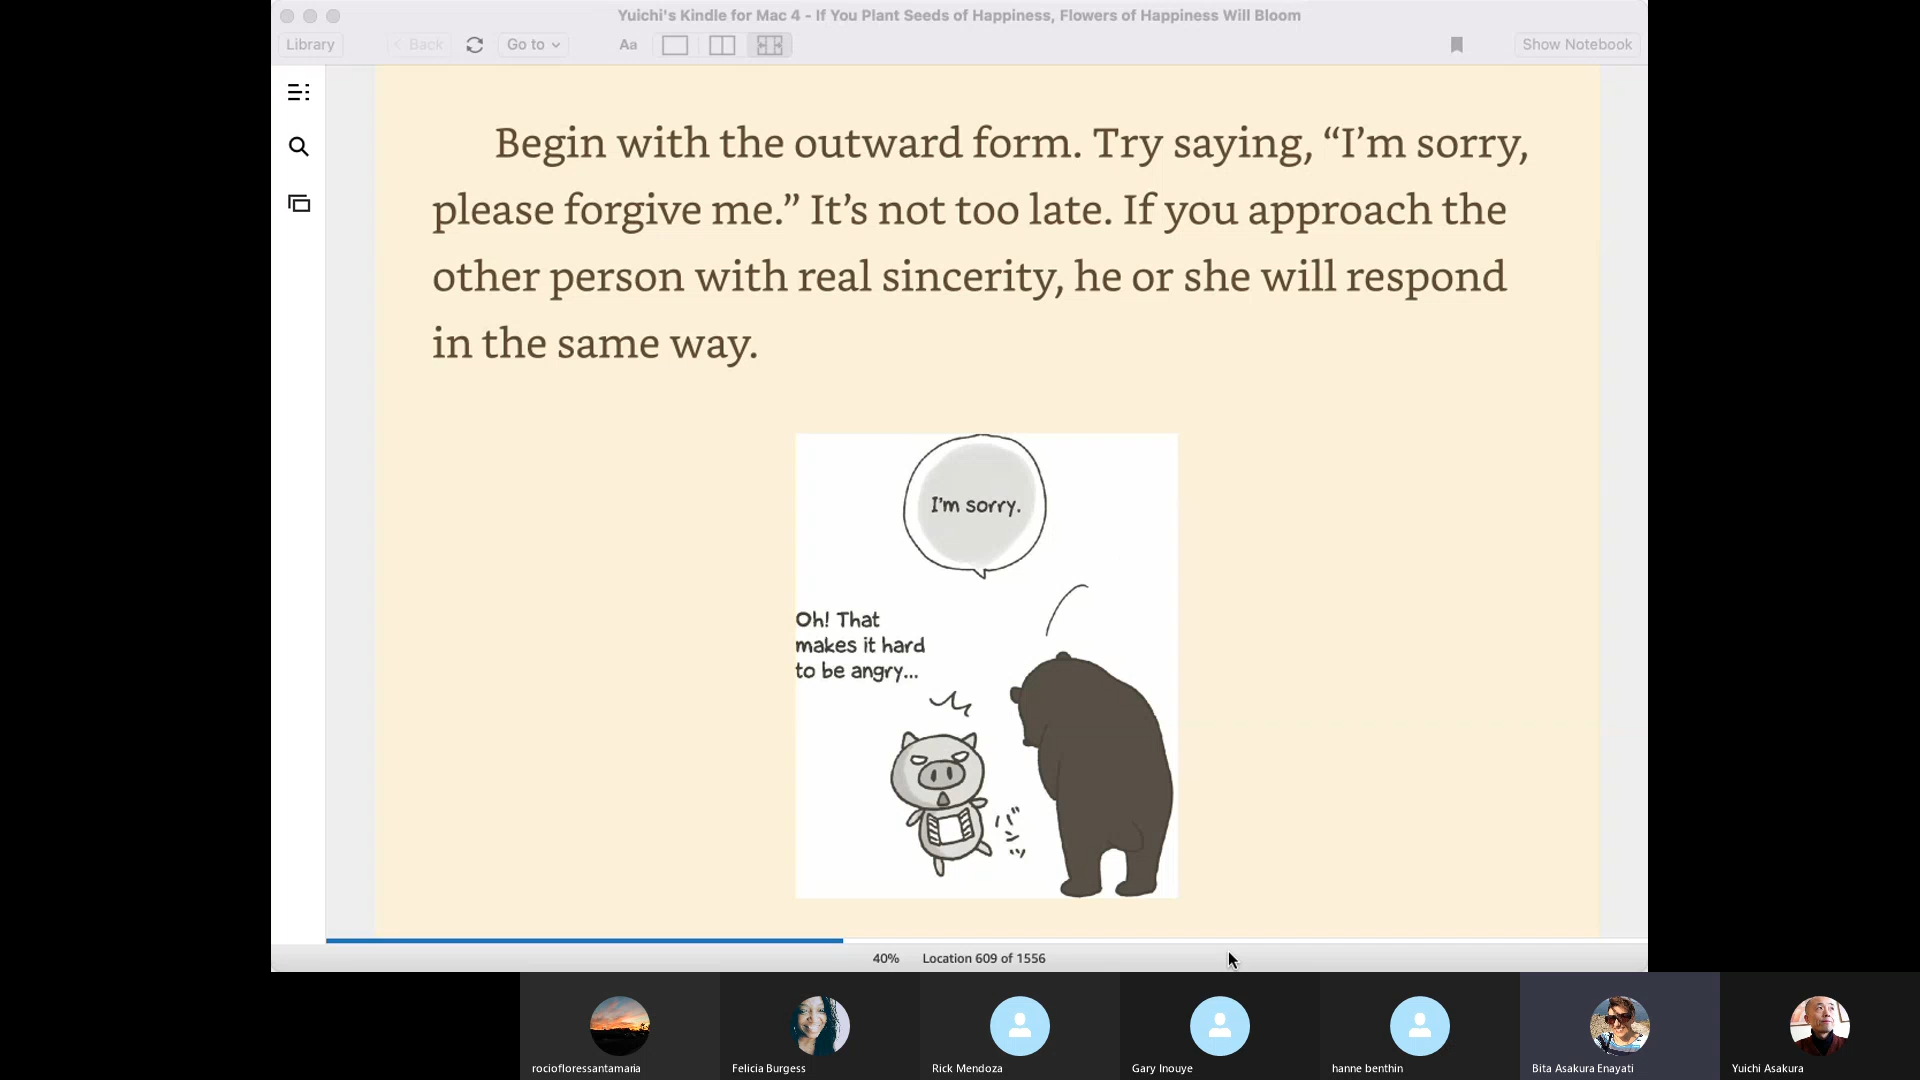 Yuichi's Kindle for Mac 4 - If You Plant Seeds of Happiness, Flowers of Happiness Will Bloom
Library
Back
Go to
Aa
Show Notebook
Begin with the outward form. Try saying, “I’m sorry,
please forgive me.” It’s not too late. If you approach the
other person with real sincerity, he or she will respond
in the same way.
I'm sorry.
Oh! That
makes it hard
to be angry...
バンッ
40%
Location 609 of 1556
rociofloressantamaria
Felicia Burgess
Rick Mendoza
Gary Inouye
hanne benthin
Bita Asakura Enayati
Yuichi Asakura